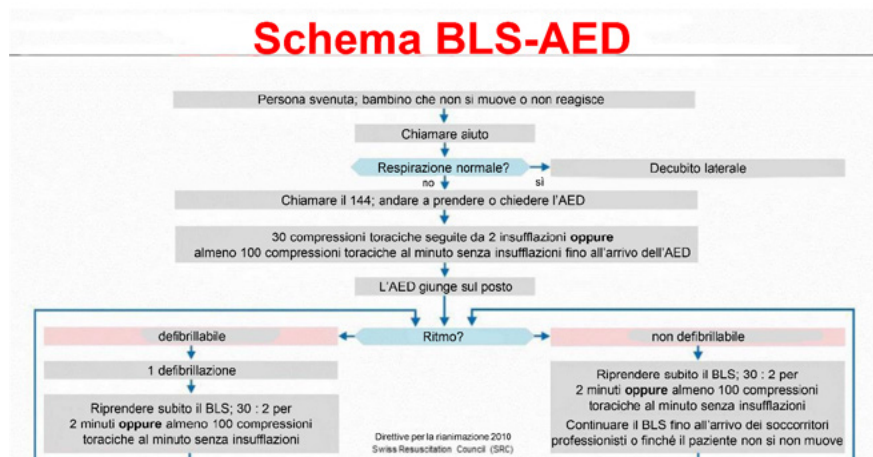 Schema BLS-AED
Persona svenuta; bambino che non si muove o non reagisce
Chiamare aiuto
Respirazione normale?
Decubito laterale
no
sì
Chiamare il 144; andare a prendere o chiedere l'AED
30 compressioni toraciche seguite da 2 insufflazioni oppure
almeno 100 compressioni toraciche al minuto senza insufflazioni fino all'arrivo dell'AED
L'AED giunge sul posto
defibrillabile
Ritmo?
non defibrillabile
1 defibrillazione
Riprendere subito il BLS; 30 : 2 per
2 minuti oppure almeno 100 compressioni
toraciche al minuto senza insufflazioni
Riprendere subito il BLS; 30 : 2 per
2 minuti oppure almeno 100 compressioni
toraciche al minuto senza insufflazioni
Continuare il BLS fino all'arrivo dei soccorritori
professionisti o finché il paziente non si non muove
Direttive per la rianimazione 2010
Swiss Resuscitation Council (SRC)